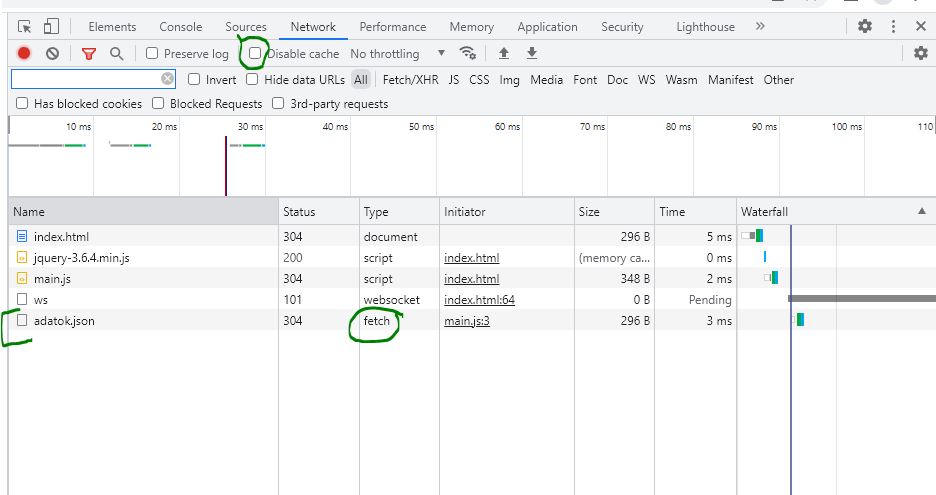 Elements Console Sources Network Performance Memory Application Security Lighthouse »
Preserve log Disable cache No throttling
Invert Hide data URLs All Fetch/XHR JS CSS Img Media Font Doc WS Wasm Manifest Other
Has blocked cookies Blocked Requests 3rd-party requests
10 ms 20 ms 30 ms 40 ms 50 ms 60 ms 70 ms 80 ms 90 ms 100 ms 110
Name Status Type Initiator Size Time Waterfall
index.html 304 document 296 B 5 ms
jquery-3.6.4.min.js 200 script index.html (memory ca... 0 ms
main.js 304 script index.html 348 B 2 ms
ws 101 websocket index.html:64 0 B Pending
adatok.json 304 fetch main.js:3 296 B 3 ms